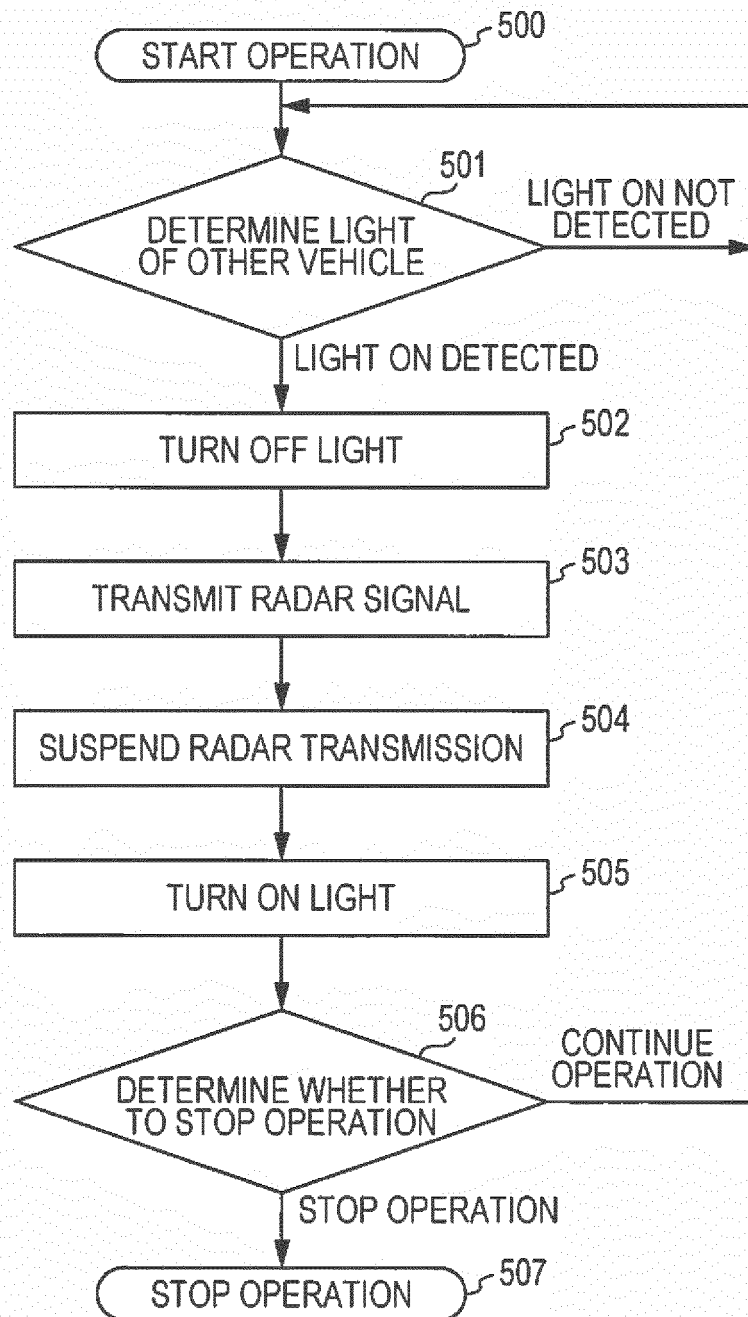 START OPERATION
500
501
DETERMINE LIGHT
OF OTHER VEHICLE
LIGHT ON NOT
DETECTED
LIGHT ON DETECTED
TURN OFF LIGHT
502
TRANSMIT RADAR SIGNAL
503
SUSPEND RADAR TRANSMISSION
504
TURN ON LIGHT
505
506
DETERMINE WHETHER
TO STOP OPERATION
CONTINUE
OPERATION
STOP OPERATION
STOP OPERATION
507